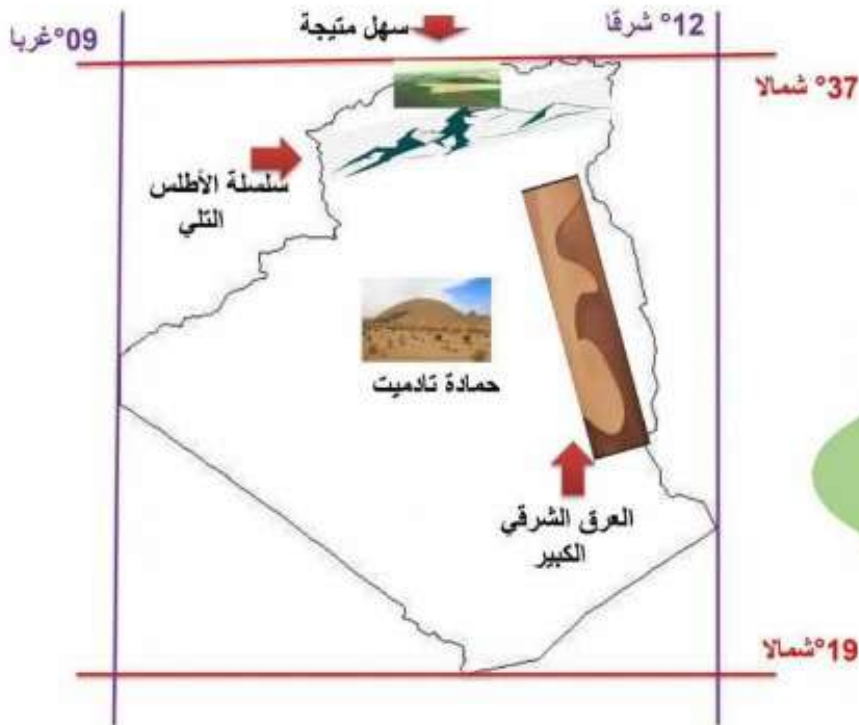 سهل متيجة
12° شرقا
09° غربا
37° شمالا
سلسلة الأطلس
التلي
حمادة تادميت
العرق الشرقي
الكبير
19° شمالا